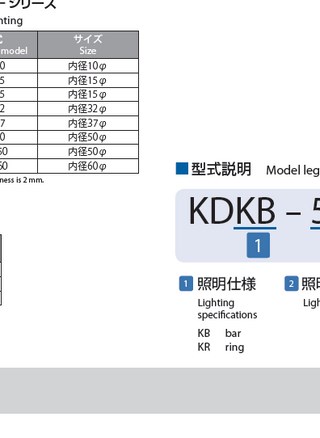 シリーズ
nting
サイズ
model Size
0 内径10φ
5 内径15φ
5 内径15φ
2 内径32φ
7 内径37φ
0 内径50φ
50 内径50φ
50 内径60φ
ness is 2 mm.
■ 型式説明 Model leg
KDKB – 5
1
1 照明仕様 2 照
Lighting Ligh
specifications
KB bar
KR ring